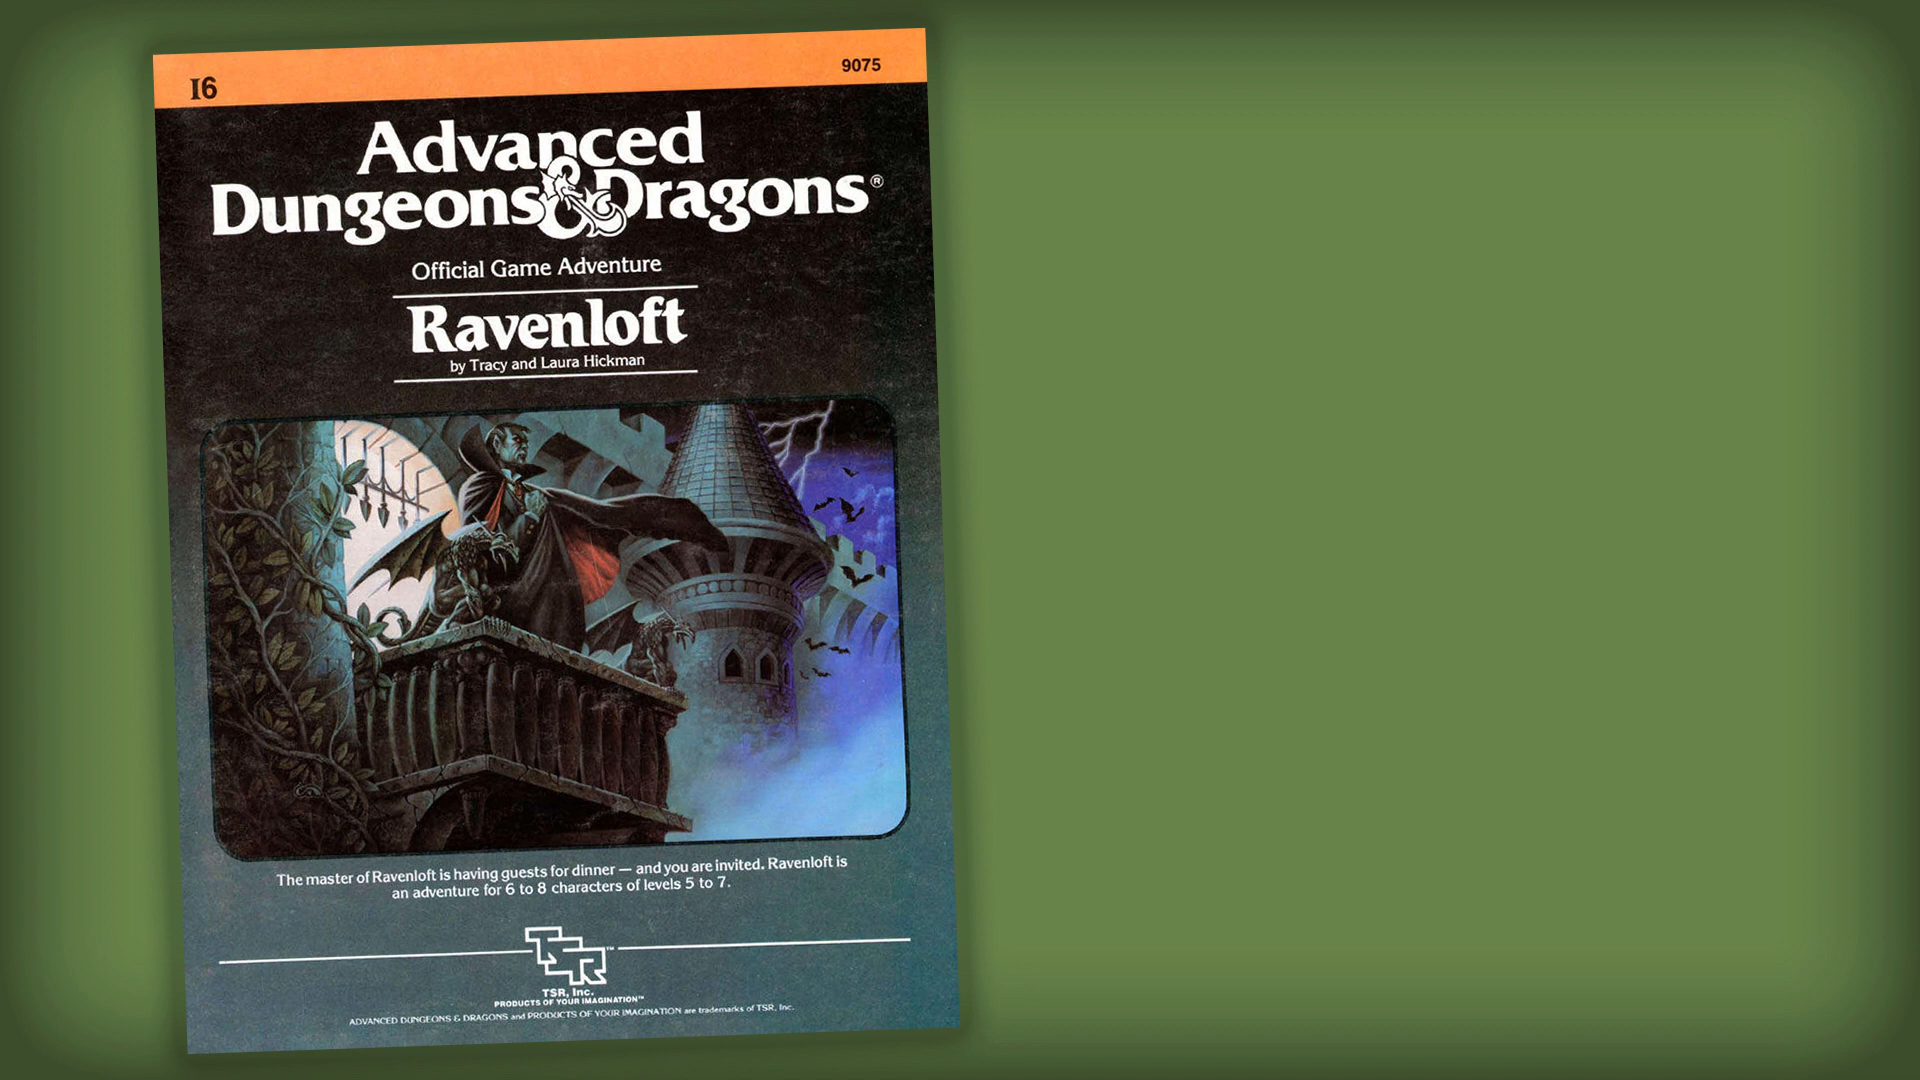 I6
9075
Advanced
Dungeons & Dragons®
Official Game Adventure
Ravenloft
by Tracy and Laura Hickman
The master of Ravenloft is having guests for dinner — and you are invited. Ravenloft is
an adventure for 6 to 8 characters of levels 5 to 7.
TSR™
TSR, Inc.
PRODUCTS OF YOUR IMAGINATION™
ADVANCED DUNGEONS & DRAGONS and PRODUCTS OF YOUR IMAGINATION are trademarks of TSR, Inc.